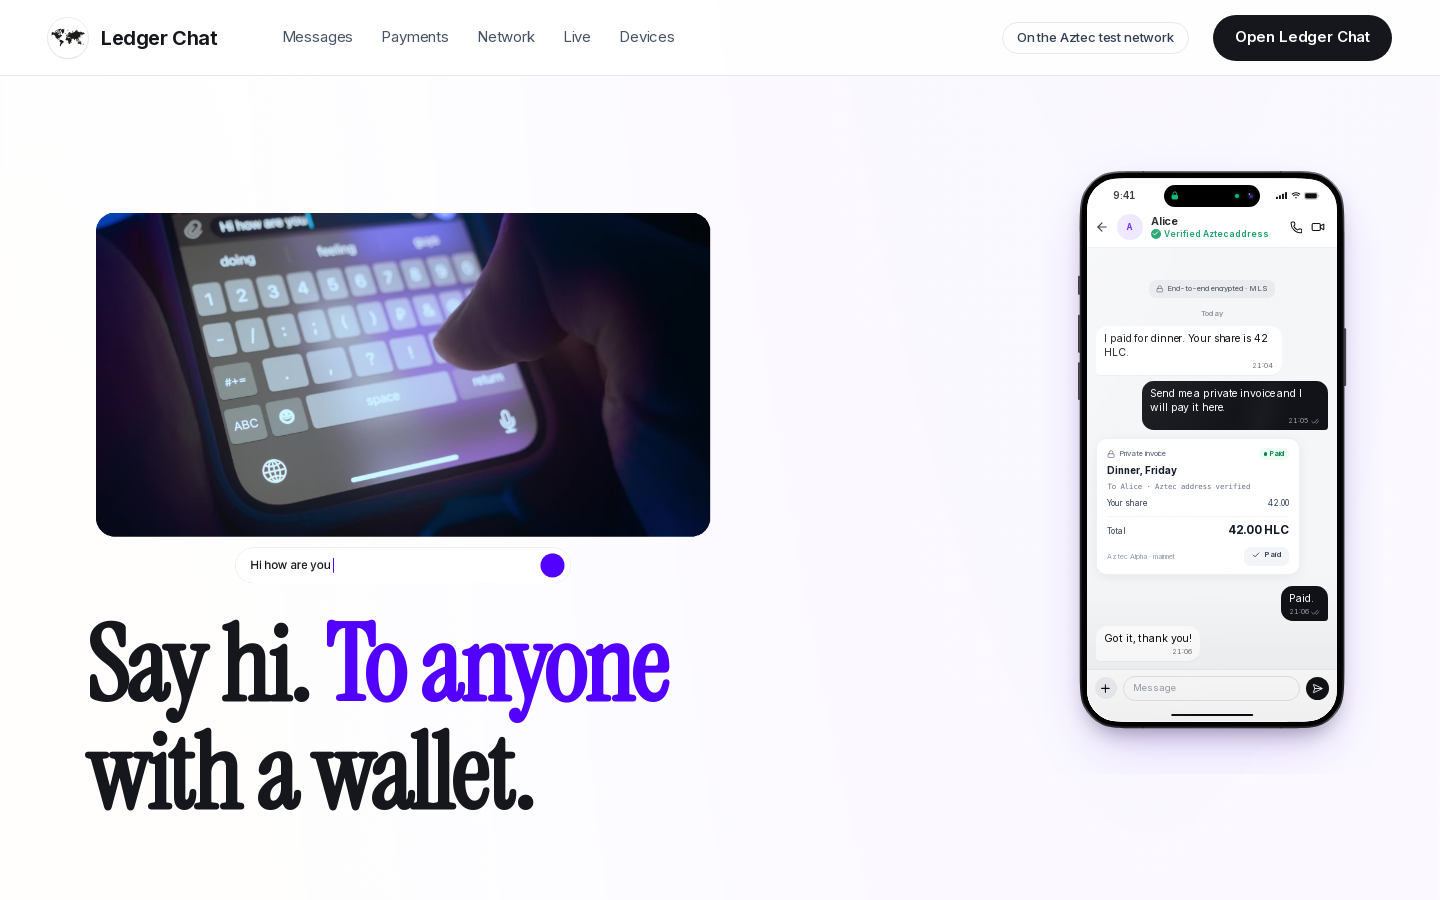 Ledger Chat
Messages
Payments
Network
Live
Devices
On the Aztec test network
Open Ledger Chat
Hi how are you
doing
feeling
guys
1 2 3 4 5 6 7 8 9 0
- / : ; ( )
#+= . , ? !
ABC
space
return
Hi how are you
Say hi. To anyone
with a wallet.
9:41
A
Alice
Verified Aztec address
End-to-end encrypted · MLS
Today
I paid for dinner. Your share is 42
HLC.
21:04
Send me a private invoice and I
will pay it here.
21:05
Private invoice
Paid
Dinner, Friday
To Alice · Aztec address verified
Your share
42.00
Total
42.00 HLC
Aztec Alpha · mainnet
Paid
Paid.
21:06
Got it, thank you!
21:06
Message